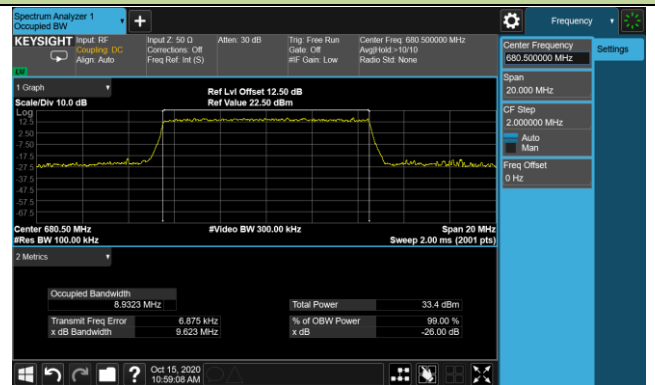 Spectrum Analyzer 1
Occupied BW
Frequency
KEYSIGHT
Input: RF
Coupling: DC
Align: Auto
Input Z: 50 Ω
Corrections: Off
Freq Ref: Int (S)
Atten: 30 dB
Trig: Free Run
Gate: Off
#IF Gain: Low
Center Freq: 680.500000 MHz
Avg|Hold:>10/10
Radio Std: None
Center Frequency
680.500000 MHz
Settings
Span
20.000 MHz
CF Step
2.000000 MHz
Auto
Man
Freq Offset
0 Hz
1 Graph
Scale/Div 10.0 dB
Ref Lvl Offset 12.50 dB
Ref Value 22.50 dBm
Log
12.5
2.50
-7.50
-17.5
-27.5
-37.5
-47.5
-57.5
-67.5
Center 680.50 MHz
#Res BW 100.00 kHz
#Video BW 300.00 kHz
Span 20 MHz
Sweep 2.00 ms (2001 pts)
2 Metrics
Occupied Bandwidth
8.9323 MHz
Total Power 33.4 dBm
Transmit Freq Error 6.875 kHz
% of OBW Power 99.00 %
x dB Bandwidth 9.623 MHz
x dB -26.00 dB
?
Oct 15, 2020
10:59:08 AM